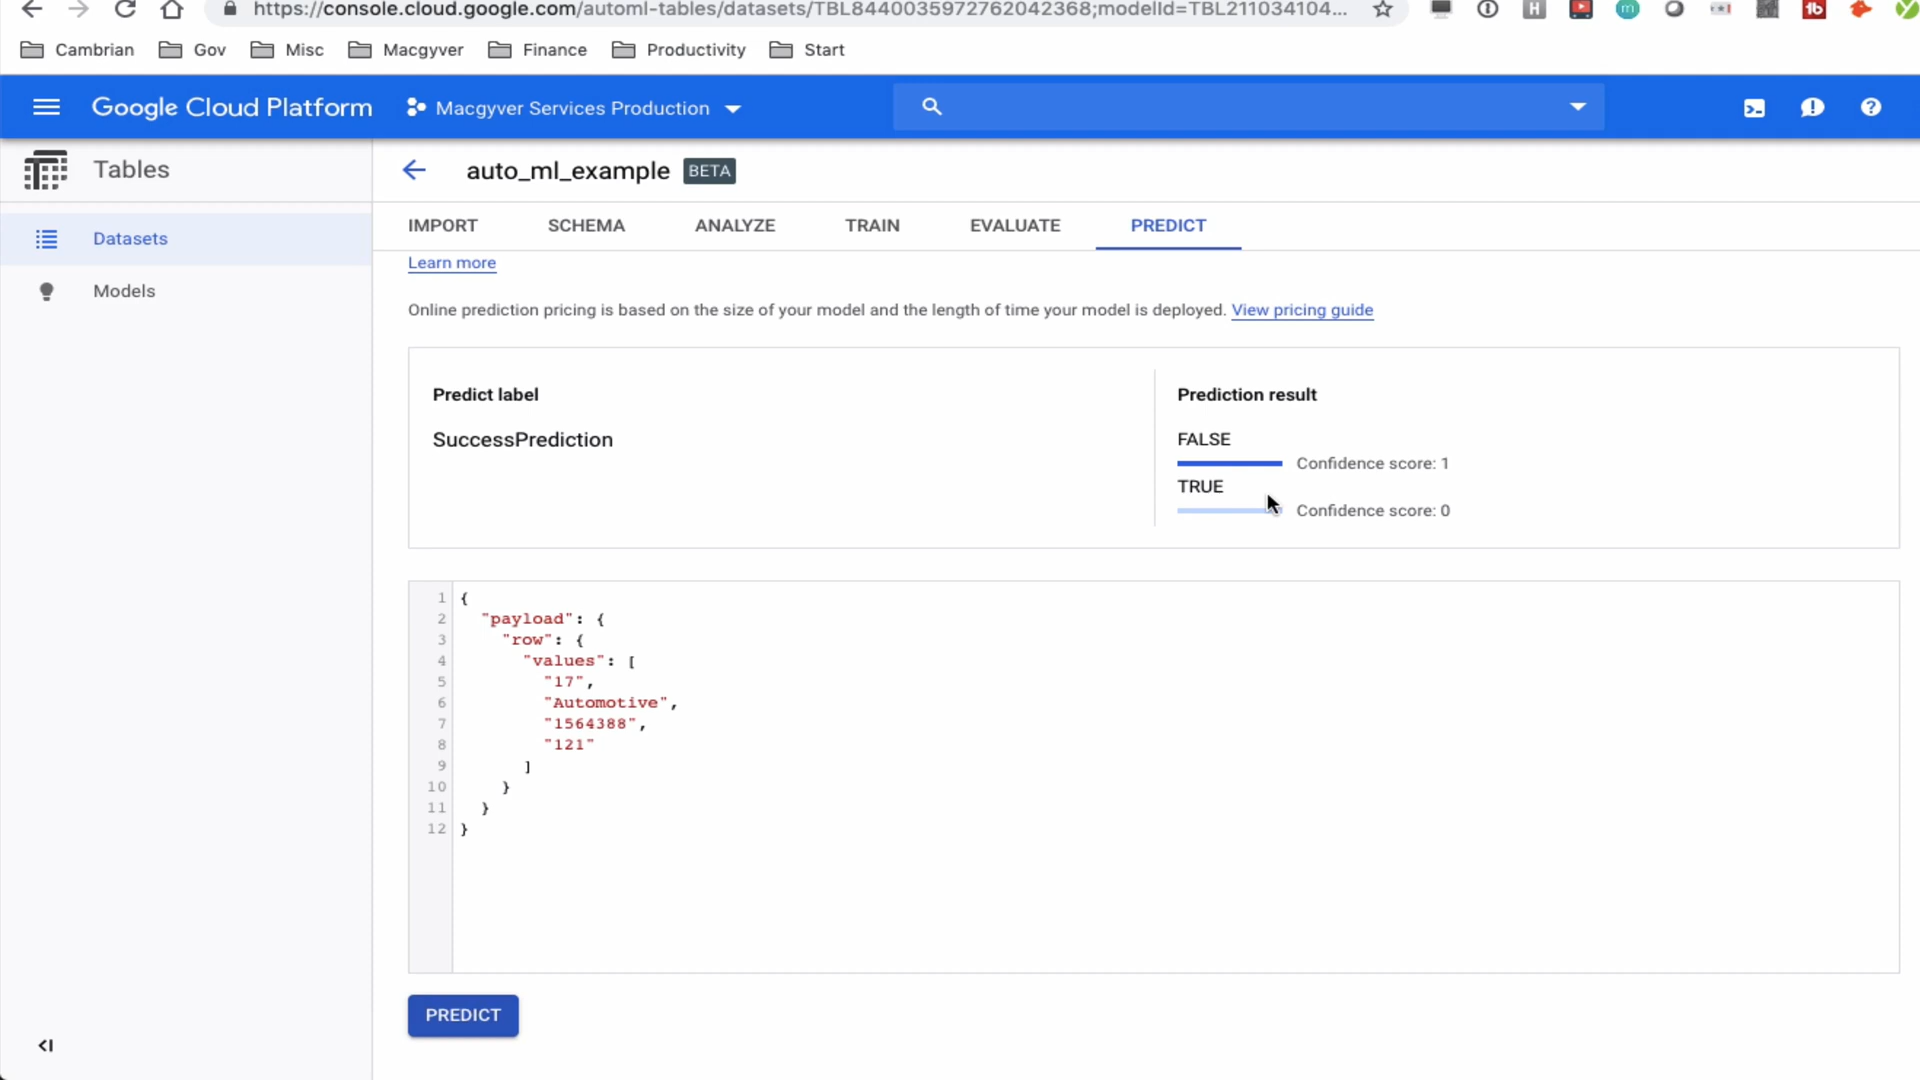 https://console.cloud.google.com/automl-tables/datasets/TBL8440035972762042368;modelId=TBL211034104...
Cambrian Gov Misc Macgyver Finance Productivity Start
Google Cloud Platform Macgyver Services Production
Tables
auto_ml_example BETA
IMPORT SCHEMA ANALYZE TRAIN EVALUATE PREDICT
Datasets
Models
Learn more
Online prediction pricing is based on the size of your model and the length of time your model is deployed. View pricing guide
Predict label
SuccessPrediction
Prediction result
FALSE
Confidence score: 1
TRUE
Confidence score: 0
1 {
2 "payload": {
3 "row": {
4 "values": [
5 "17",
6 "Automotive",
7 "1564388",
8 "121"
9 ]
10 }
11 }
12 }
PREDICT